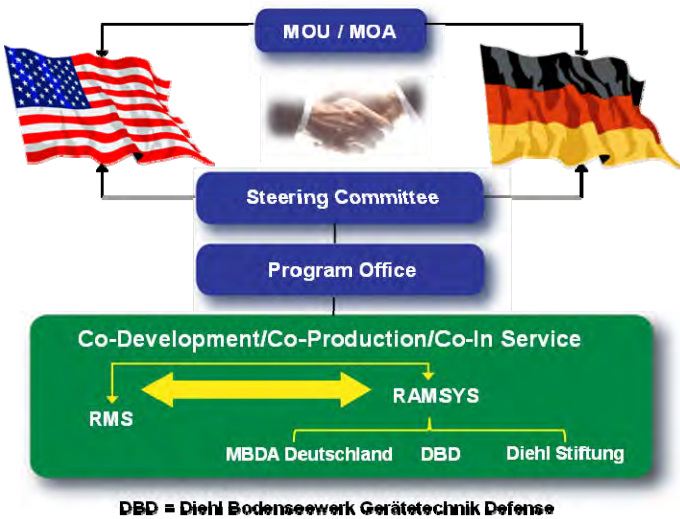 MOU / MOA
Steering Committee
Program Office
Co-Development/Co-Production/Co-In Service
RMS
RAMSYS
MBDA Deutschland DBD Diehl Stiftung
DBD = Diehl Bodenseewerk Gerätetechnik Defense